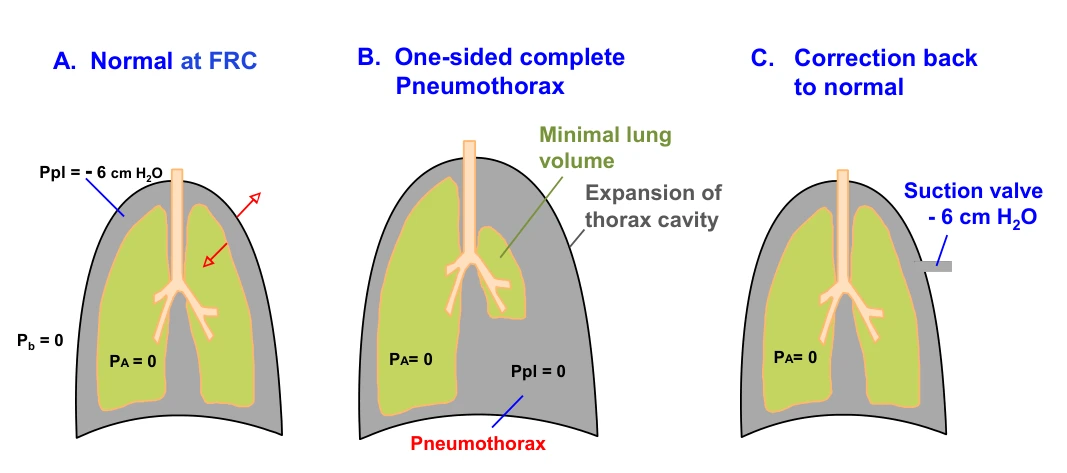 A. Normal at FRC
Ppl = - 6 cm H₂O
P_b = 0
PA = 0
B. One-sided complete
Pneumothorax
Minimal lung
volume
Expansion of
thorax cavity
PA= 0
Ppl = 0
Pneumothorax
C. Correction back
to normal
Suction valve
- 6 cm H₂O
PA= 0